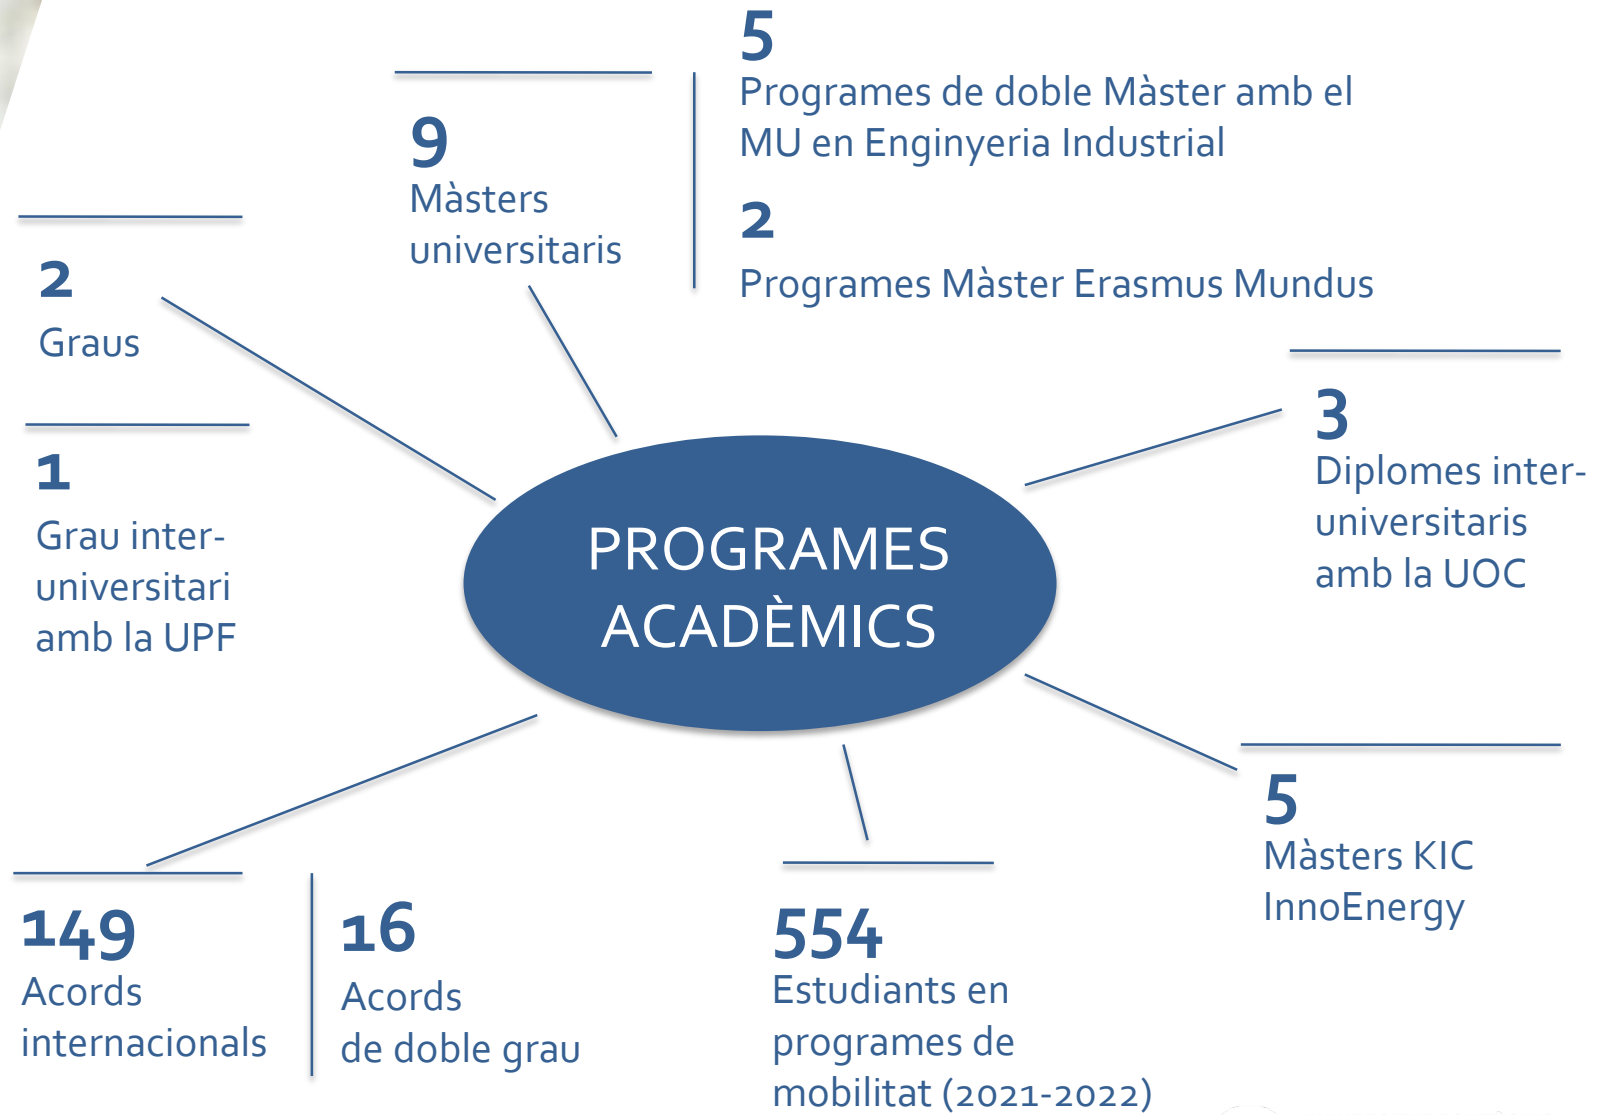 5
Programes de doble Màster amb el
MU en Enginyeria Industrial
9
Màsters
universitaris
2
Programes Màster Erasmus Mundus
2
Graus
1
Grau inter-
universitari
amb la UPF
3
Diplomes inter-
universitaris
amb la UOC
PROGRAMES
ACADÈMICS
5
Màsters KIC
InnoEnergy
149
Acords
internacionals
16
Acords
de doble grau
554
Estudiants en
programes de
mobilitat (2021-2022)